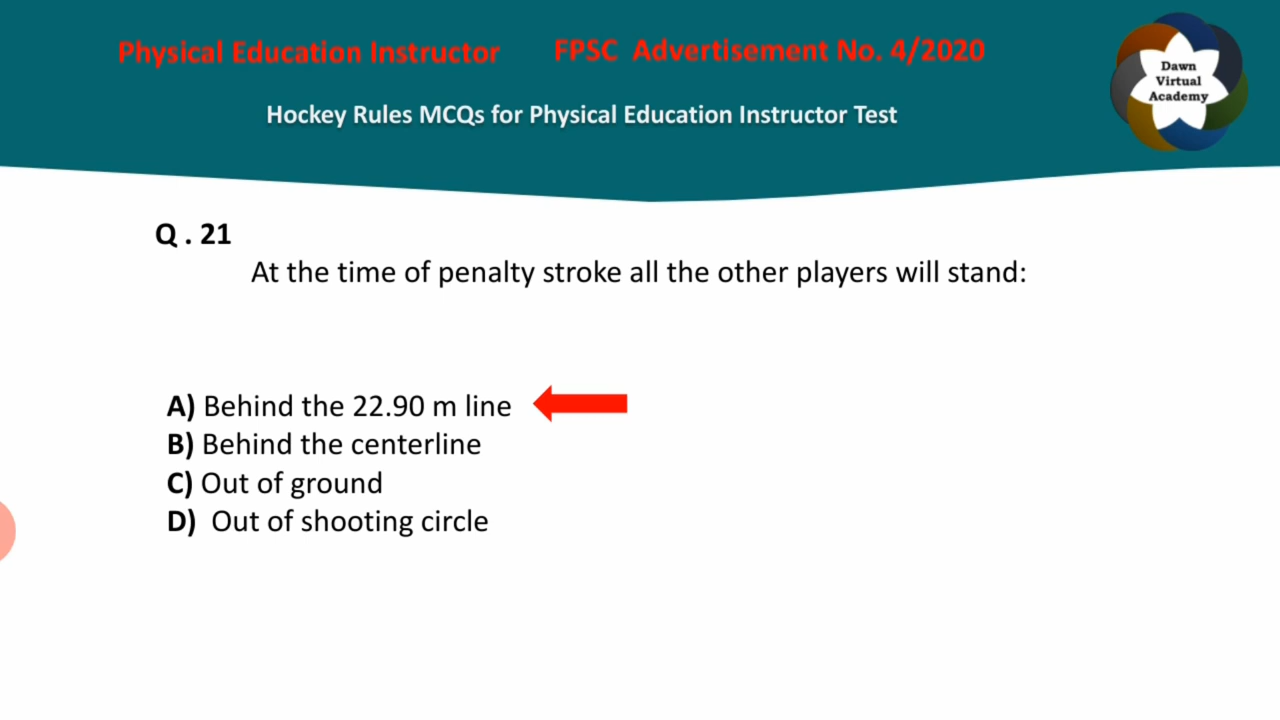 Physical Education Instructor FPSC Advertisement No. 4/2020
Dawn
Virtual
Academy
Hockey Rules MCQs for Physical Education Instructor Test
Q . 21
At the time of penalty stroke all the other players will stand:
A) Behind the 22.90 m line
B) Behind the centerline
C) Out of ground
D) Out of shooting circle